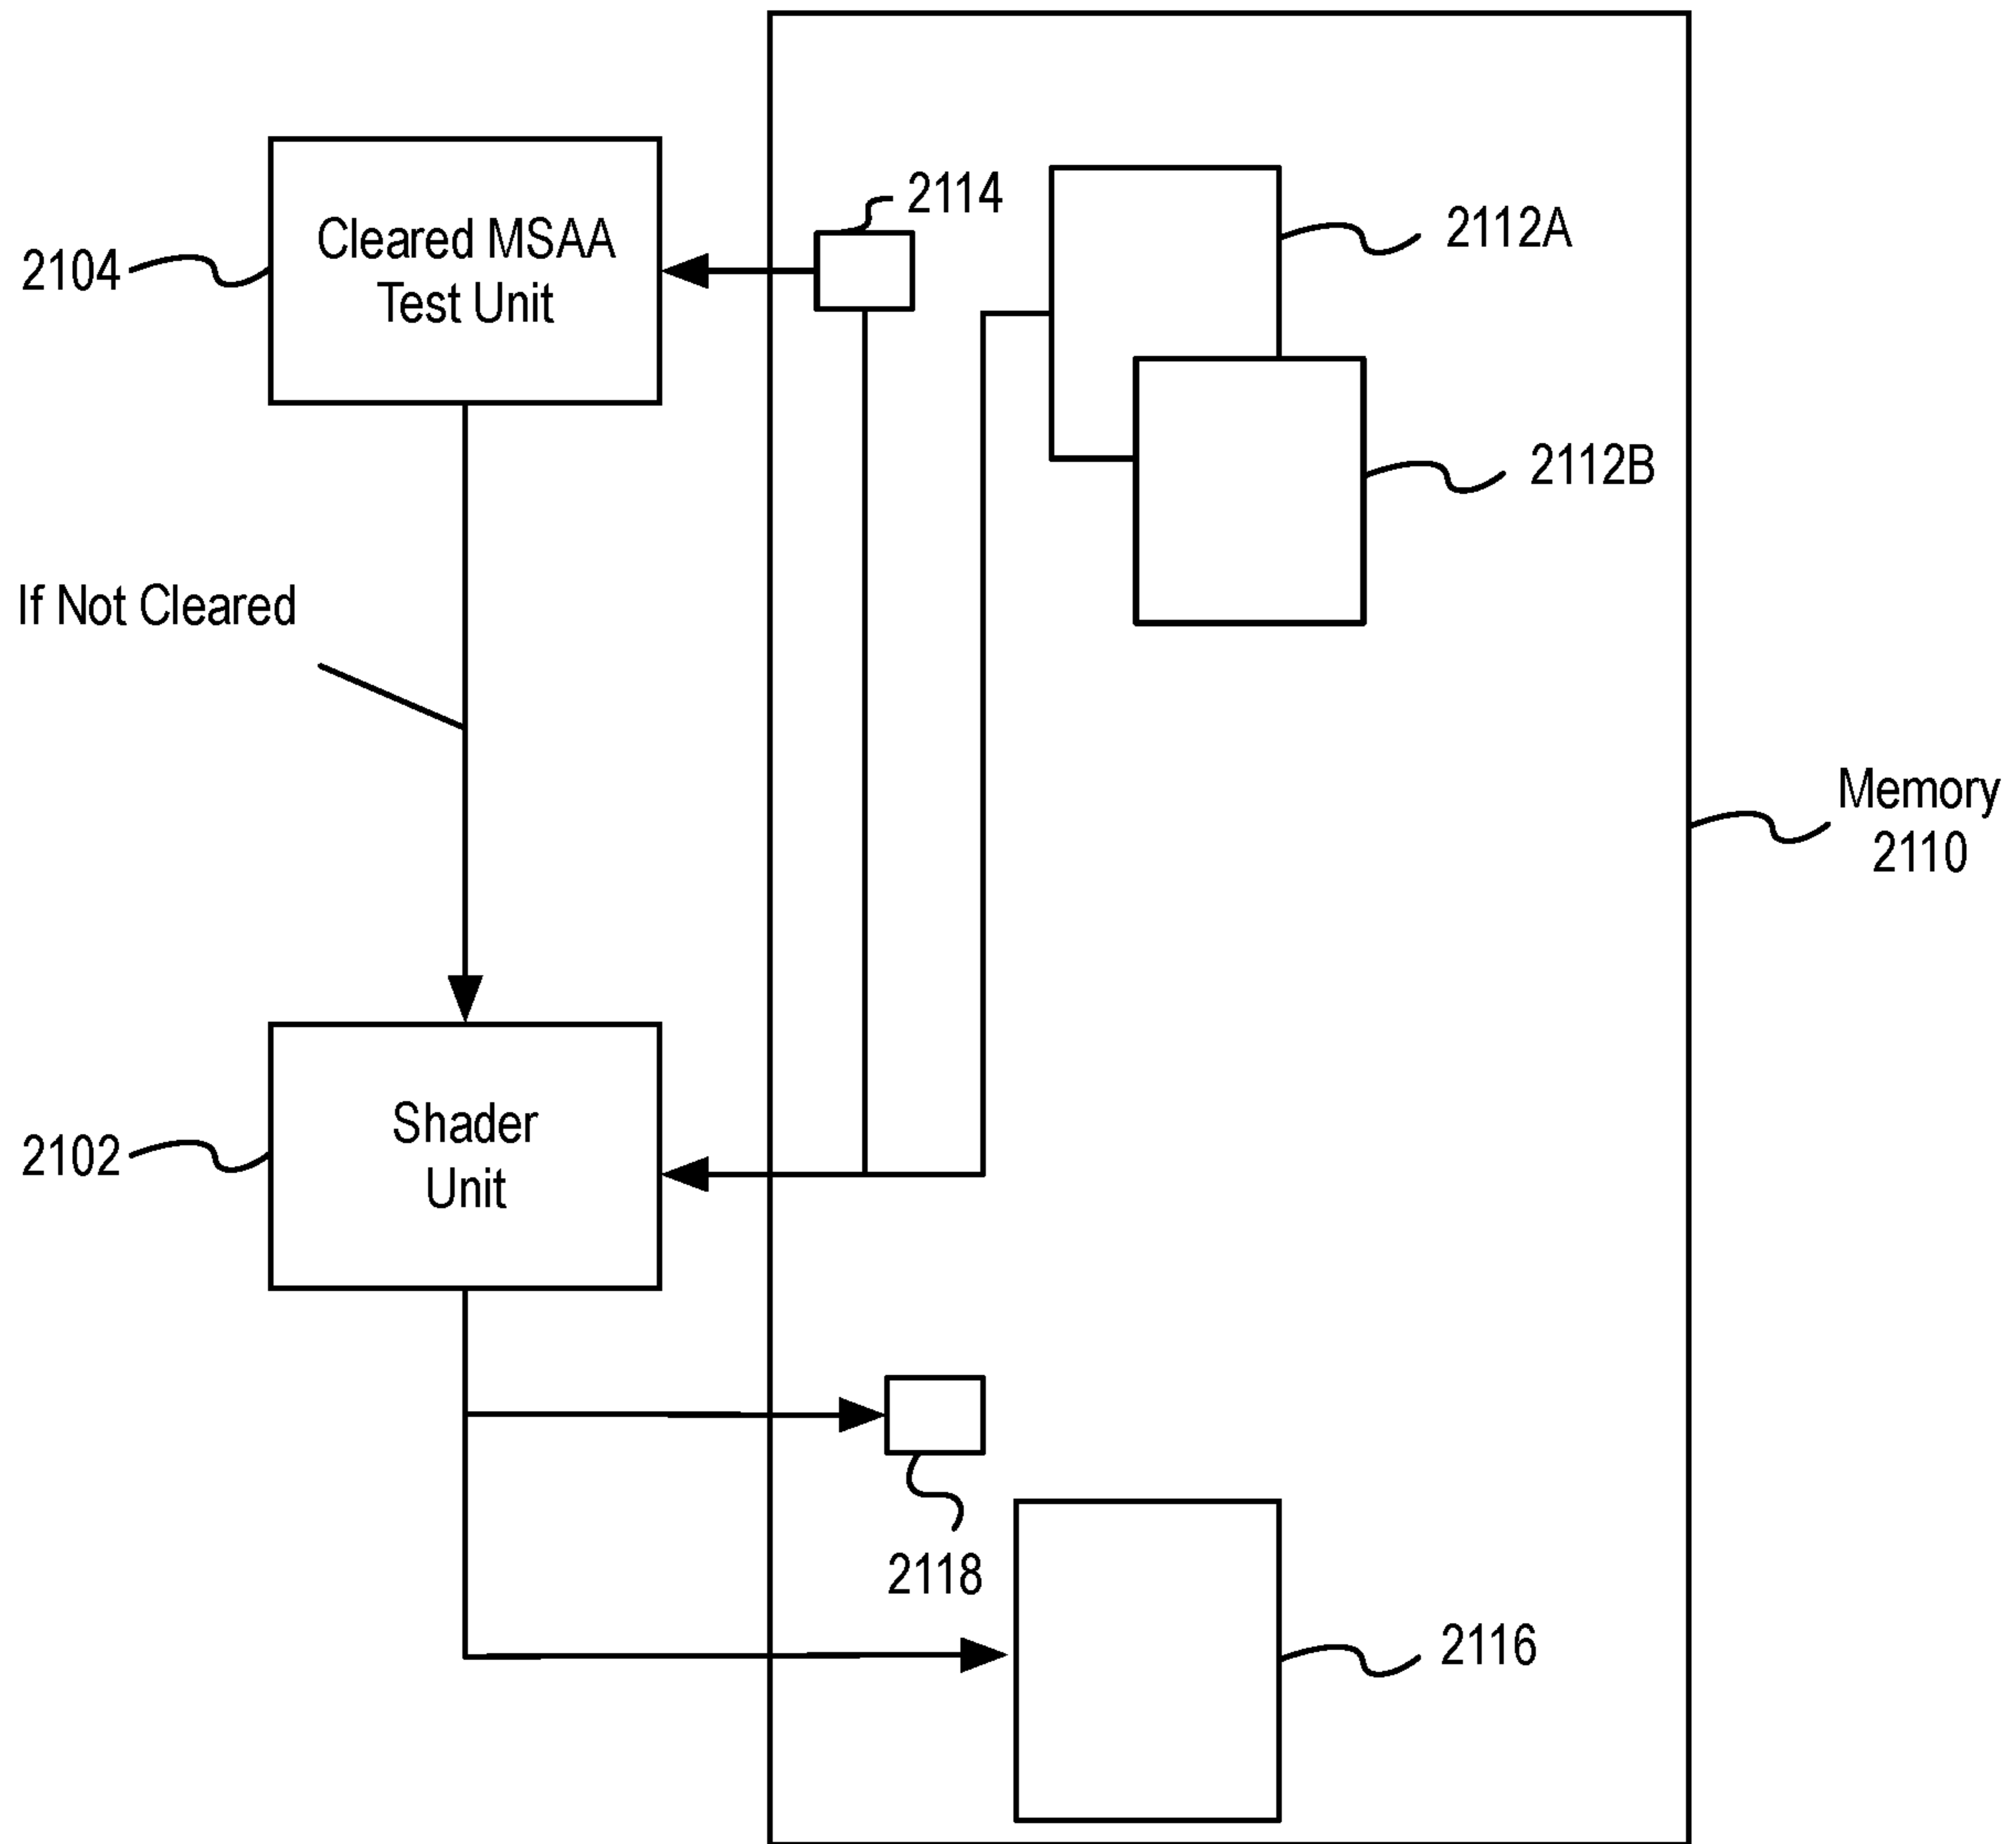 2114
Cleared MSAA
Test Unit
2112A
2104
2112B
If Not Cleared
Memory
2110
Shader
Unit
2102
2118
2116